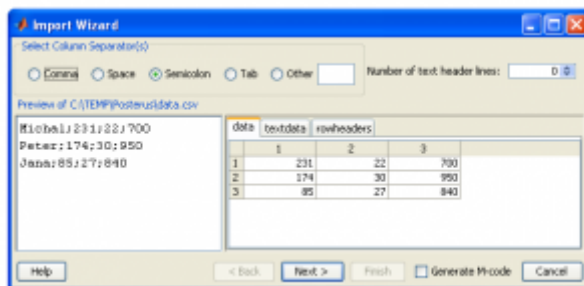 Import Wizard
Select Column Separator(s)
Comma Space Semicolon Tab Other Number of text header lines: 0
Preview of C:\TEMP\Posterus\data.csv
Michal;231;22;700
Peter;174;30;950
Jana;85;27;840
data textdata rowheaders
1 2 3
1 231 22 700
2 174 30 950
3 85 27 840
Help < Back Next > Finish Generate M-code Cancel